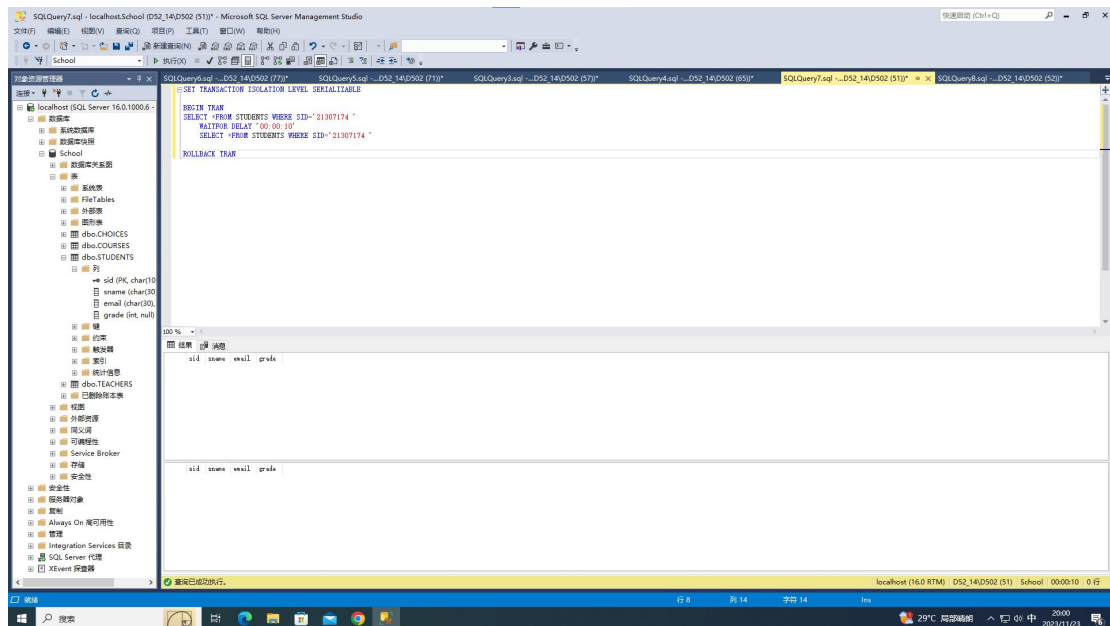 SQLQuery7.sql - localhost.School (D52_14\D502 (51))* - Microsoft SQL Server Management Studio
快速启动 (Ctrl+Q)
文件(F) 编辑(E) 视图(V) 查询(Q) 项目(P) 工具(T) 窗口(W) 帮助(H)
新建查询(N)
School 执行(X)
对象资源管理器
SQLQuery6.sql -...D52_14\D502 (77))* SQLQuery5.sql -...D52_14\D502 (71))* SQLQuery3.sql -...D52_14\D502 (57))* SQLQuery4.sql -...D52_14\D502 (65))* SQLQuery7.sql -...D52_14\D502 (51))* SQLQuery8.sql -...D52_14\D502 (52))*
连接
localhost (SQL Server 16.0.1000.6 -
数据库
系统数据库
数据库快照
School
数据库关系图
表
系统表
FileTables
外部表
图形表
dbo.CHOICES
dbo.COURSES
dbo.STUDENTS
列
sid (PK, char(10
sname (char(30
email (char(30),
grade (int, null)
键
约束
触发器
索引
统计信息
dbo.TEACHERS
已删除账本表
视图
外部资源
同义词
可编程性
Service Broker
存储
安全性
安全性
服务器对象
复制
Always On 高可用性
管理
Integration Services 目录
SQL Server 代理
XEvent 探查器
SET TRANSACTION ISOLATION LEVEL SERIALIZABLE
BEGIN TRAN
SELECT *FROM STUDENTS WHERE SID='21307174 '
WAITFOR DELAY '00:00:10'
SELECT *FROM STUDENTS WHERE SID='21307174 '
ROLLBACK TRAN
100 %
结果 消息
sid sname email grade
sid sname email grade
查询已成功执行。
localhost (16.0 RTM) D52_14\D502 (51) School 00:00:10 0 行
就绪 行 8 列 14 字符 14 Ins
搜索
29°C 局部晴朗 中 20:00
2023/11/23